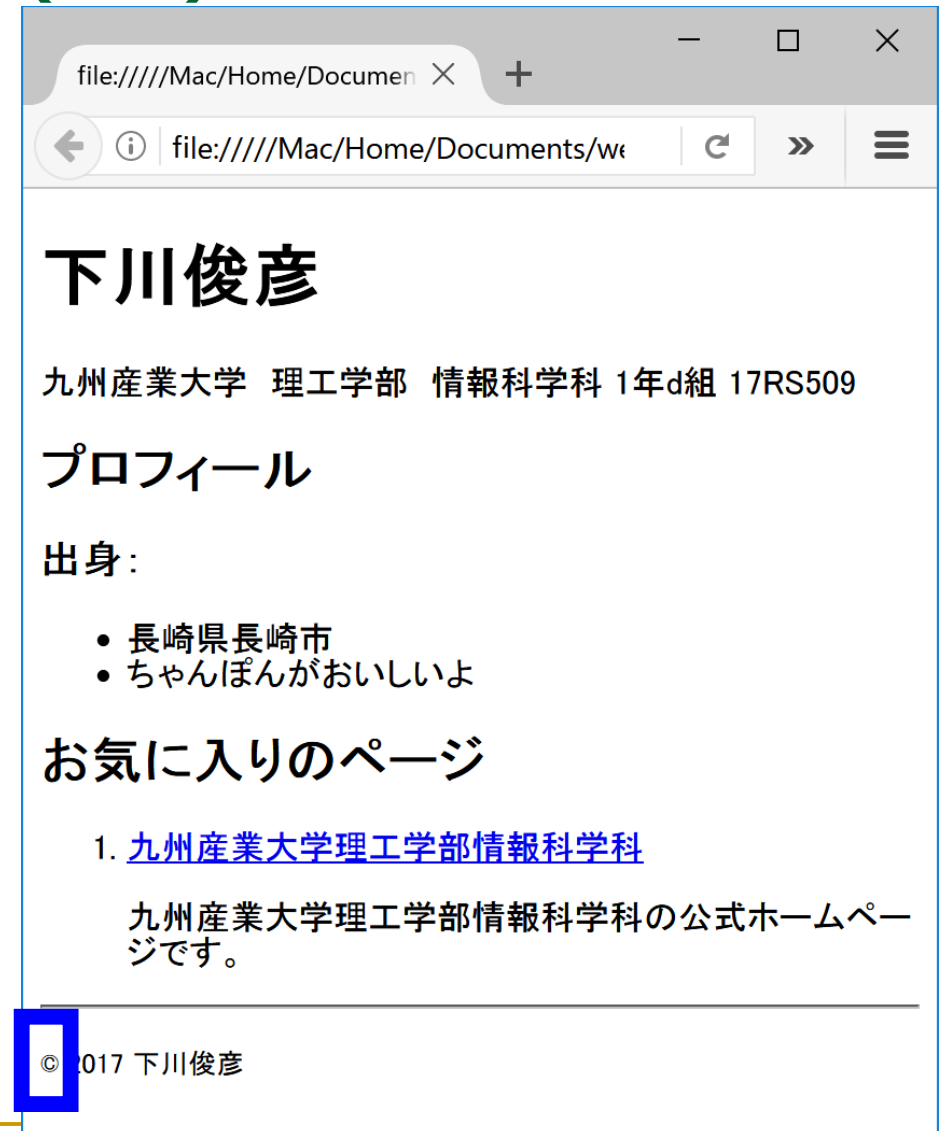 file://///Mac/Home/Documen
file://///Mac/Home/Documents/we
下川俊彦
九州産業大学　理工学部　情報科学科 1年d組 17RS509
プロフィール
出身：
• 長崎県長崎市
• ちゃんぽんがおいしいよ
お気に入りのページ
1. 九州産業大学理工学部情報科学科
九州産業大学理工学部情報科学科の公式ホームペー
ジです。
© 2017 下川俊彦